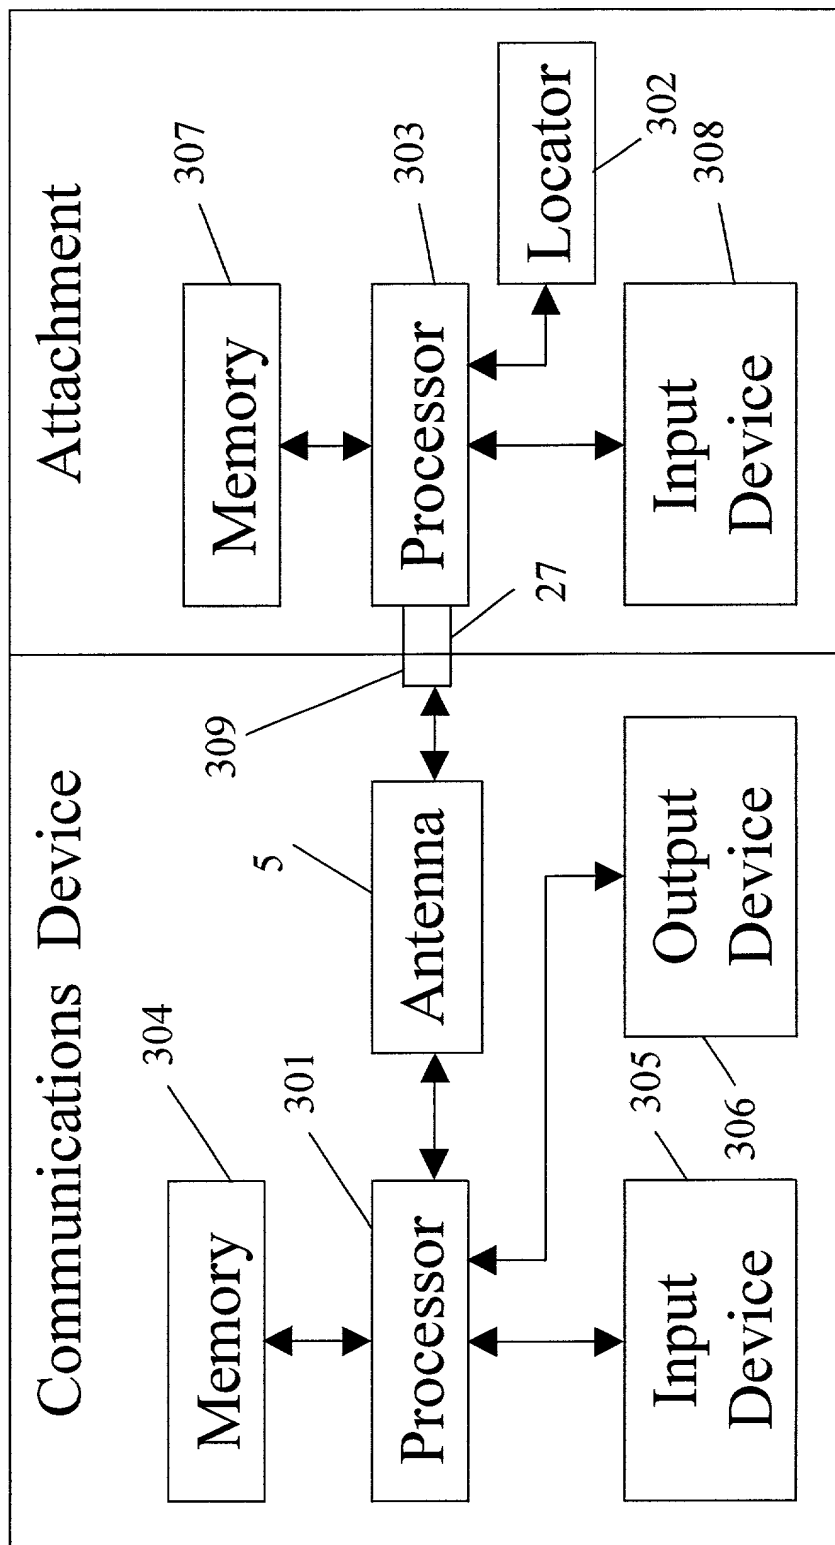 Communications Device
304
Memory
301
Processor
5
Antenna
309
Input
Device
305
Output
Device
306
Attachment
307
Memory
303
Processor
27
Locator
302
Input
Device
308